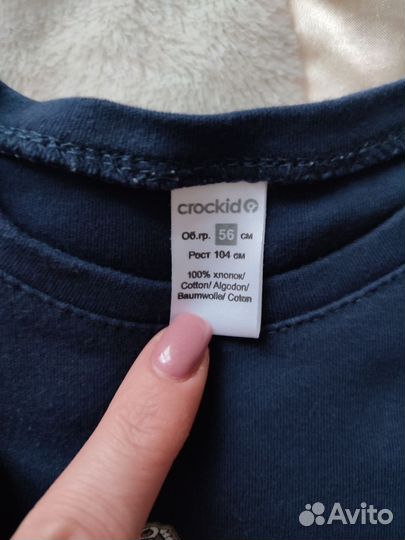 crockid
Об.гр. 56 см
Рост 104 см
100% хлопок/
Cotton/ Algodon/
Baumwolle/ Coton
Avito